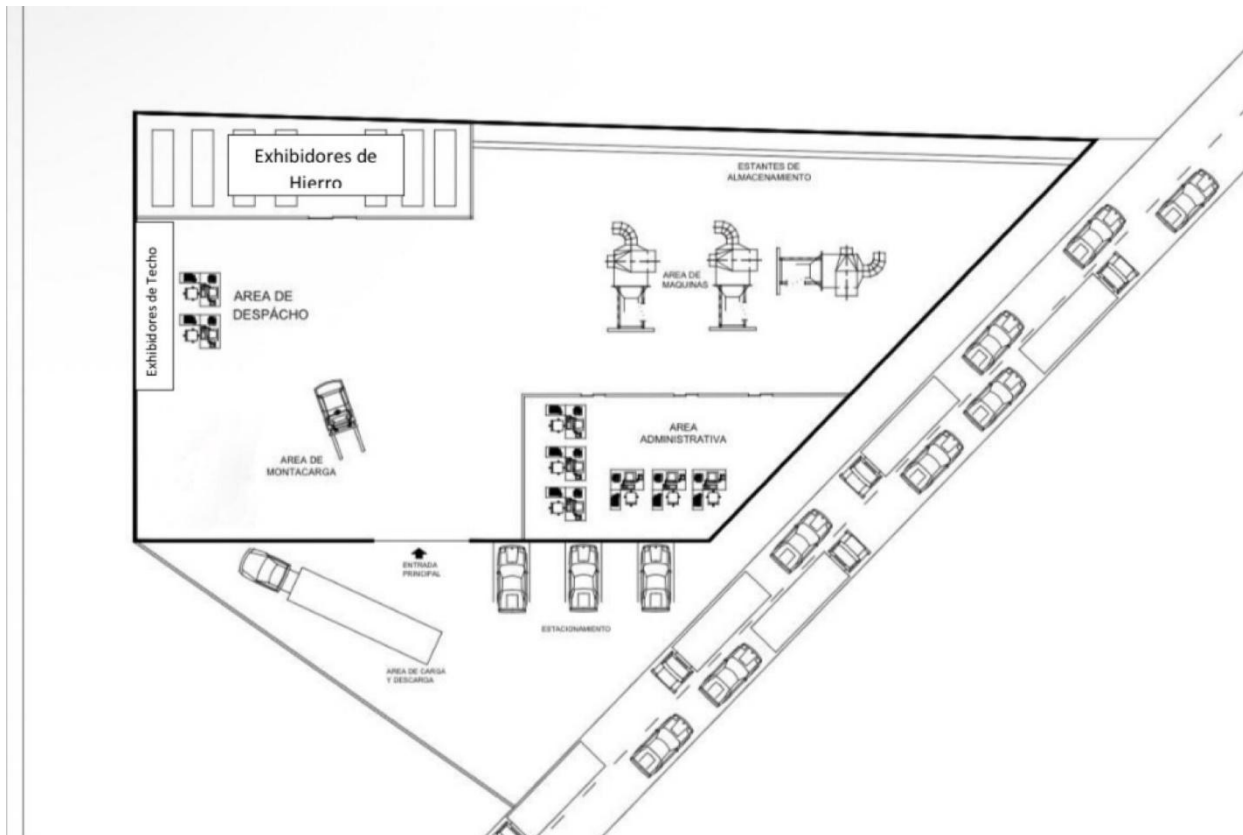 Exhibidores de
Hierro
ESTANTES DE
ALMACENAMIENTO
Exhibidores de Techo
AREA DE
DESPÁCHO
AREA DE
MAQUINAS
AREA DE
MONTACARGA
AREA
ADMINISTRATIVA
ENTRADA
PRINCIPAL
ESTACIONAMIENTO
AREA DE CARGA
Y DESCARGA